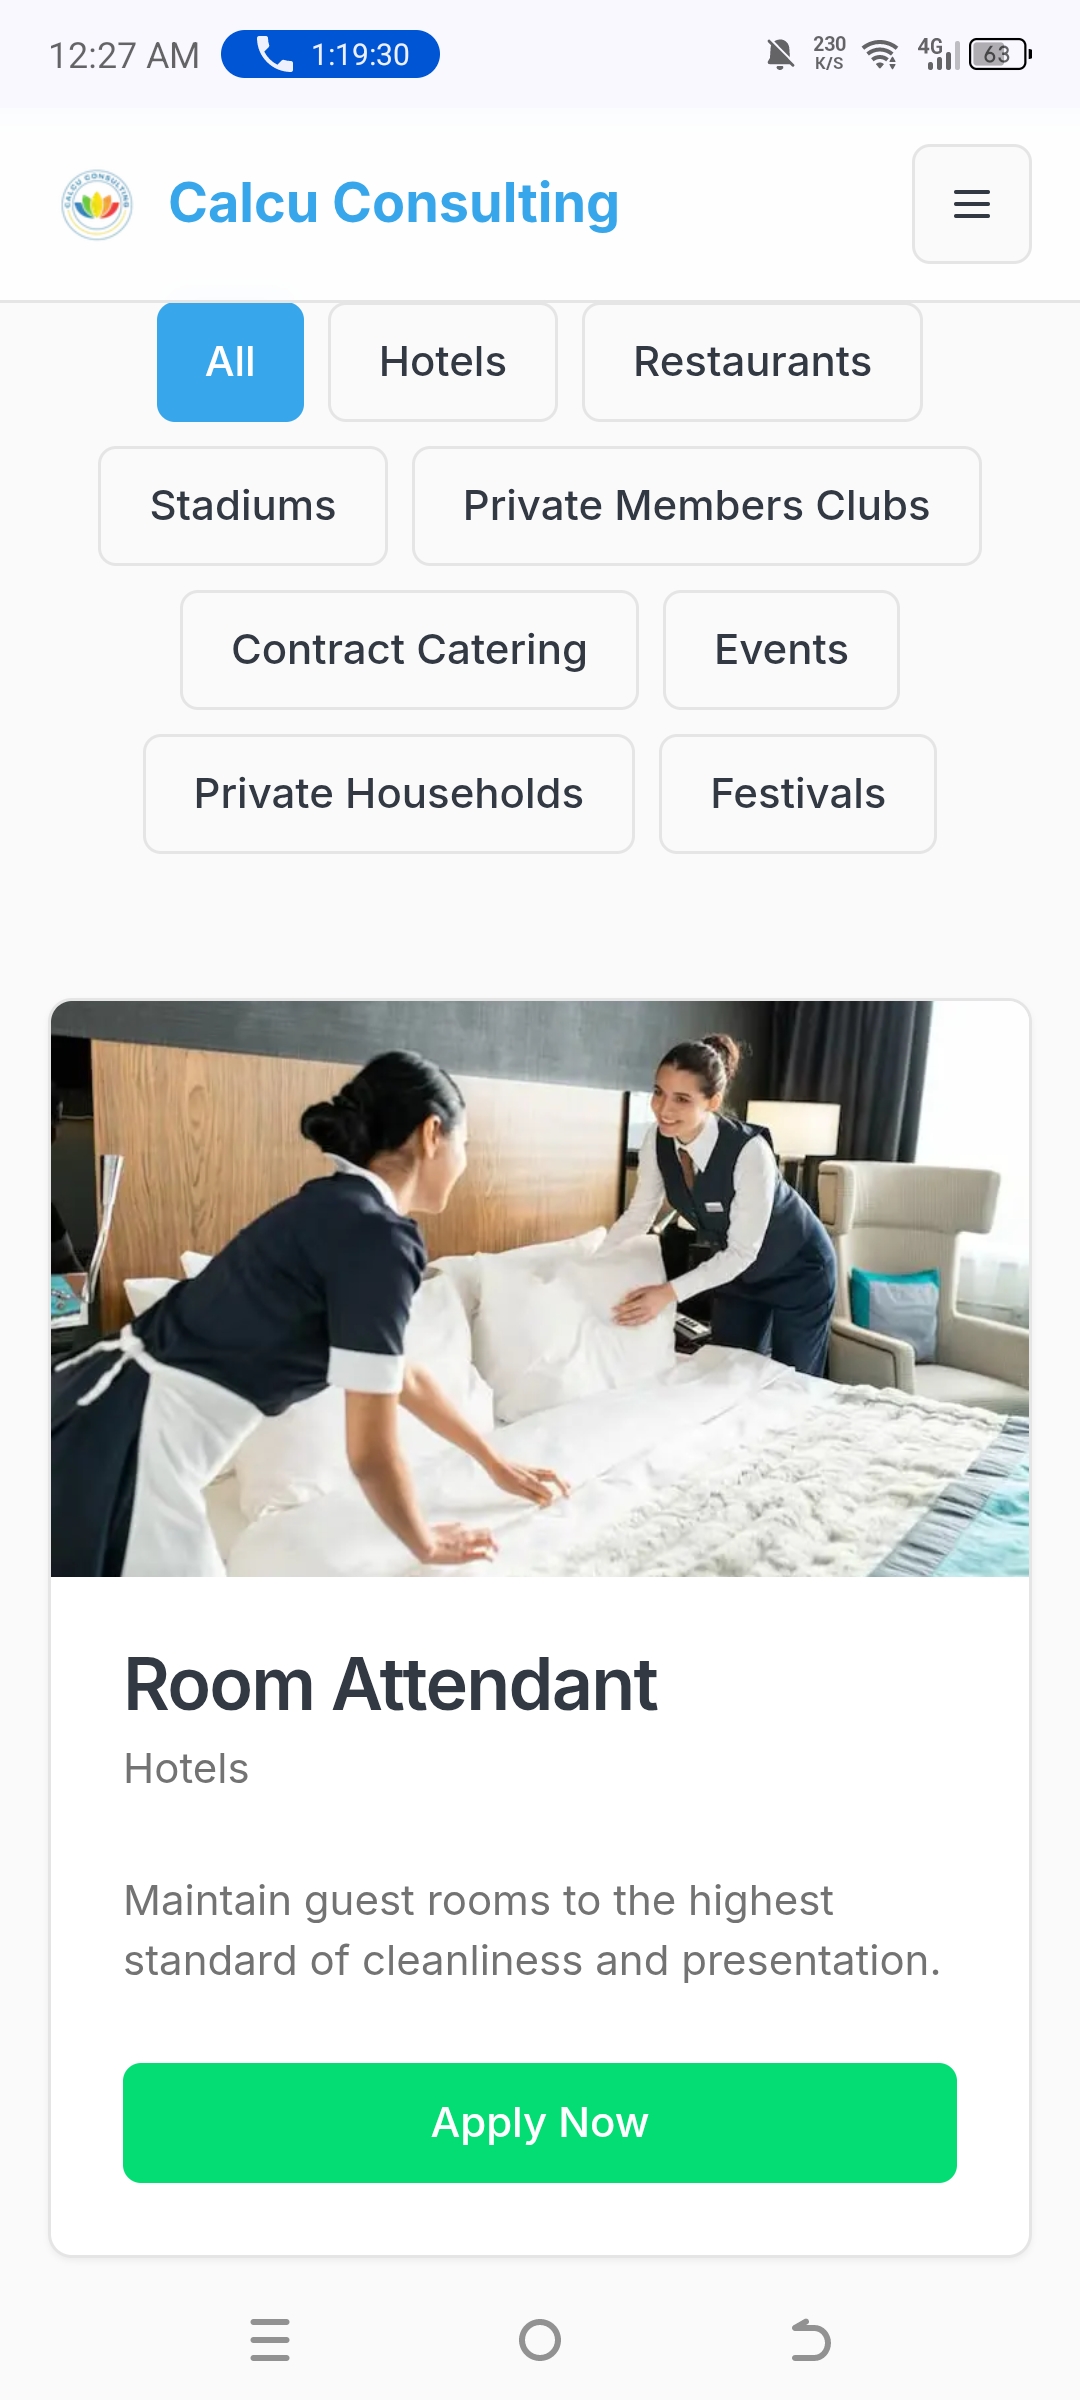 12:27 AM 1:19:30 230 K/S 4G 63
CALCU CONSULTING
Calcu Consulting
All Hotels Restaurants
Stadiums Private Members Clubs
Contract Catering Events
Private Households Festivals
Room Attendant
Hotels
Maintain guest rooms to the highest
standard of cleanliness and presentation.
Apply Now